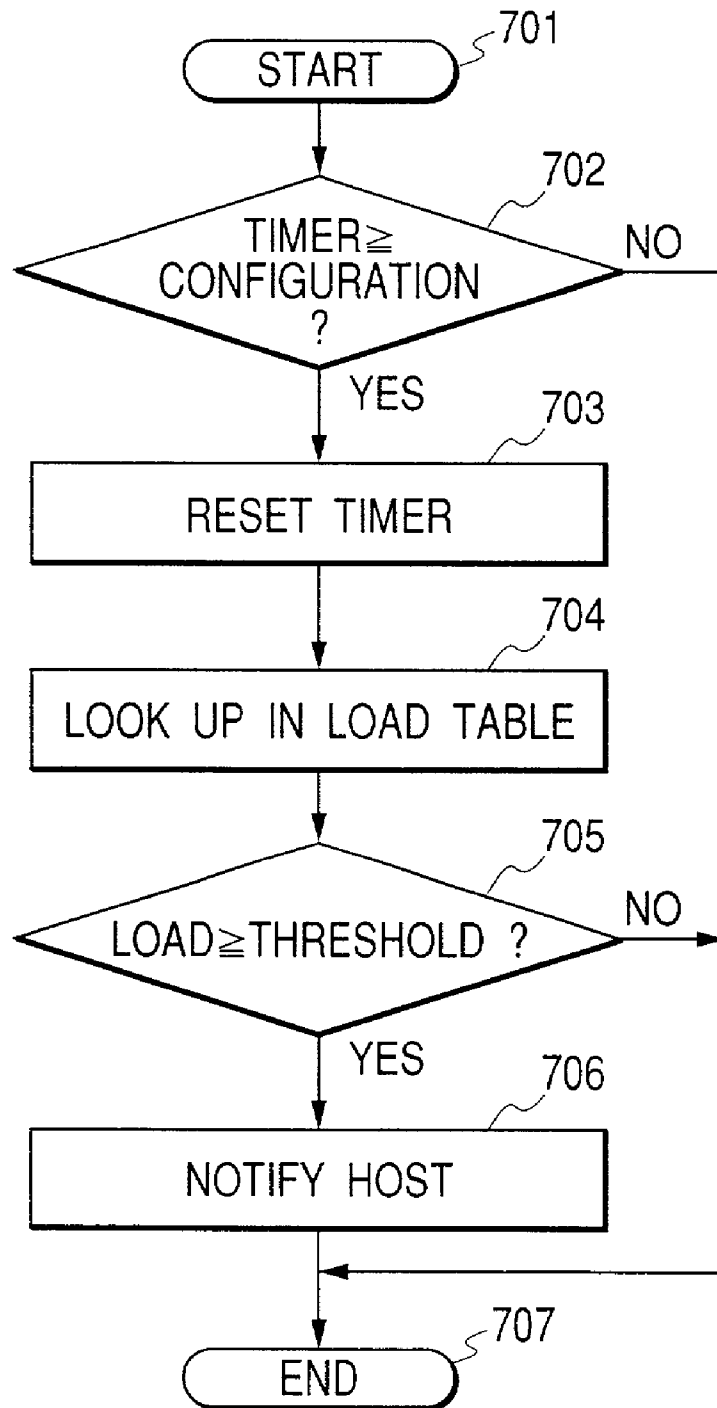 701
START
702
TIMER≧
CONFIGURATION
?
NO
YES
703
RESET TIMER
704
LOOK UP IN LOAD TABLE
705
LOAD≧THRESHOLD ?
NO
YES
706
NOTIFY HOST
707
END